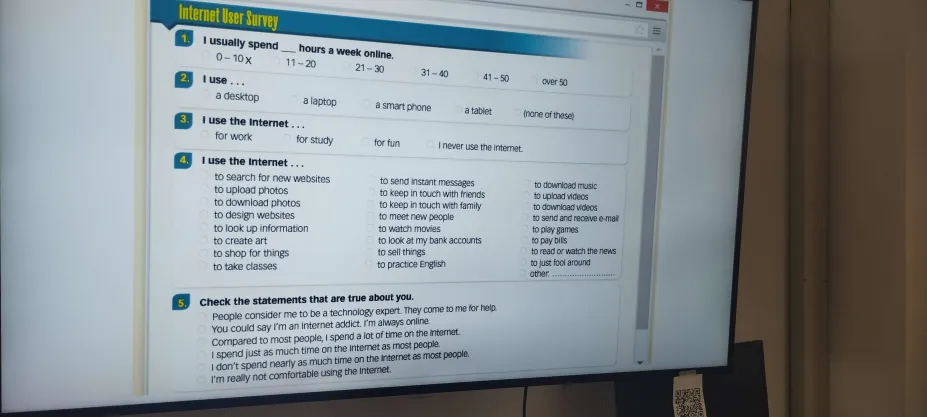 Internet User Survey
1. I usually spend ___ hours a week online.
0 – 10 x 11 – 20 21 – 30 31 – 40 41 – 50 over 50
2. I use . . .
a desktop a laptop a smart phone a tablet (none of these)
3. I use the Internet . . .
for work for study for fun I never use the internet.
4. I use the Internet . . .
to search for new websites to send instant messages to download music
to upload photos to keep in touch with friends to upload videos
to download photos to keep in touch with family to download videos
to design websites to meet new people to send and receive e-mail
to look up information to watch movies to play games
to create art to look at my bank accounts to pay bills
to shop for things to sell things to read or watch the news
to take classes to practice English to just fool around
other: ........................
5. Check the statements that are true about you.
People consider me to be a technology expert. They come to me for help.
You could say I'm an Internet addict. I'm always online.
Compared to most people, I spend a lot of time on the Internet.
I spend just as much time on the Internet as most people.
I don't spend nearly as much time on the Internet as most people.
I'm really not comfortable using the Internet.